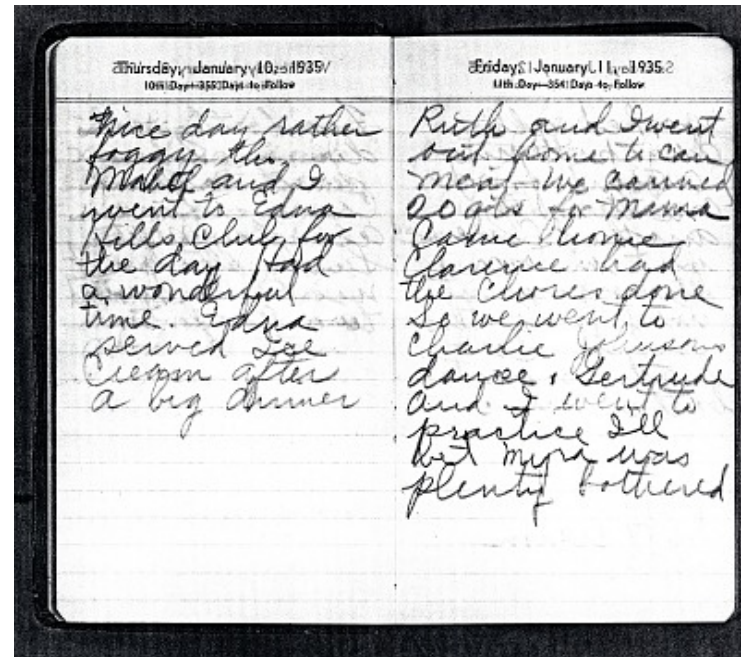 Thursday, January 10, 1935
10th Day—355 Days to Follow
Nice day rather
foggy tho
Mabel and I
went to Edna
Hills Club for
the day Had
a wonderful
time. Edna
served Ice
Cream after
a big dinner
Friday, January 11, 1935
11th Day—354 Days to Follow
Ruth and I went
out home to can
meat. We canned
20 qts for Mama
Came home
Clarence had
the chores done
So we went to
Charlie Johnsons
dance. Gertrude
and I went to
practice I'll
bet Myra was
plenty bothered